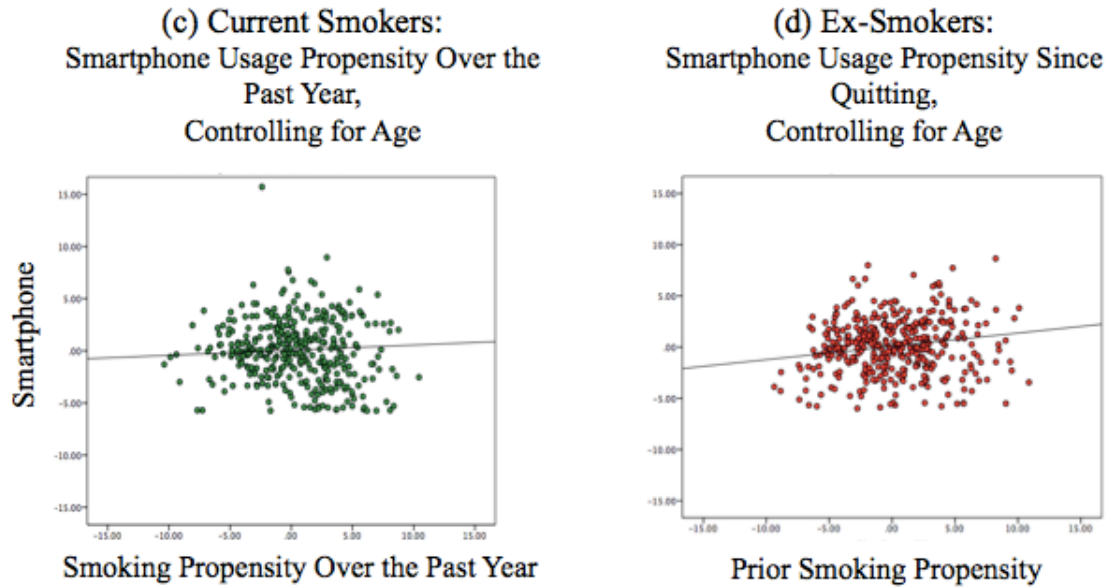 (c) Current Smokers:
Smartphone Usage Propensity Over the
Past Year,
Controlling for Age
(d) Ex-Smokers:
Smartphone Usage Propensity Since
Quitting,
Controlling for Age
Smartphone
15.00
10.00
5.00
.00
-5.00
-10.00
-15.00
-15.00 -10.00 -5.00 .00 5.00 10.00 15.00
Smoking Propensity Over the Past Year
15.00
10.00
5.00
.00
-5.00
-10.00
-15.00
-15.00 -10.00 -5.00 .00 5.00 10.00 15.00
Prior Smoking Propensity